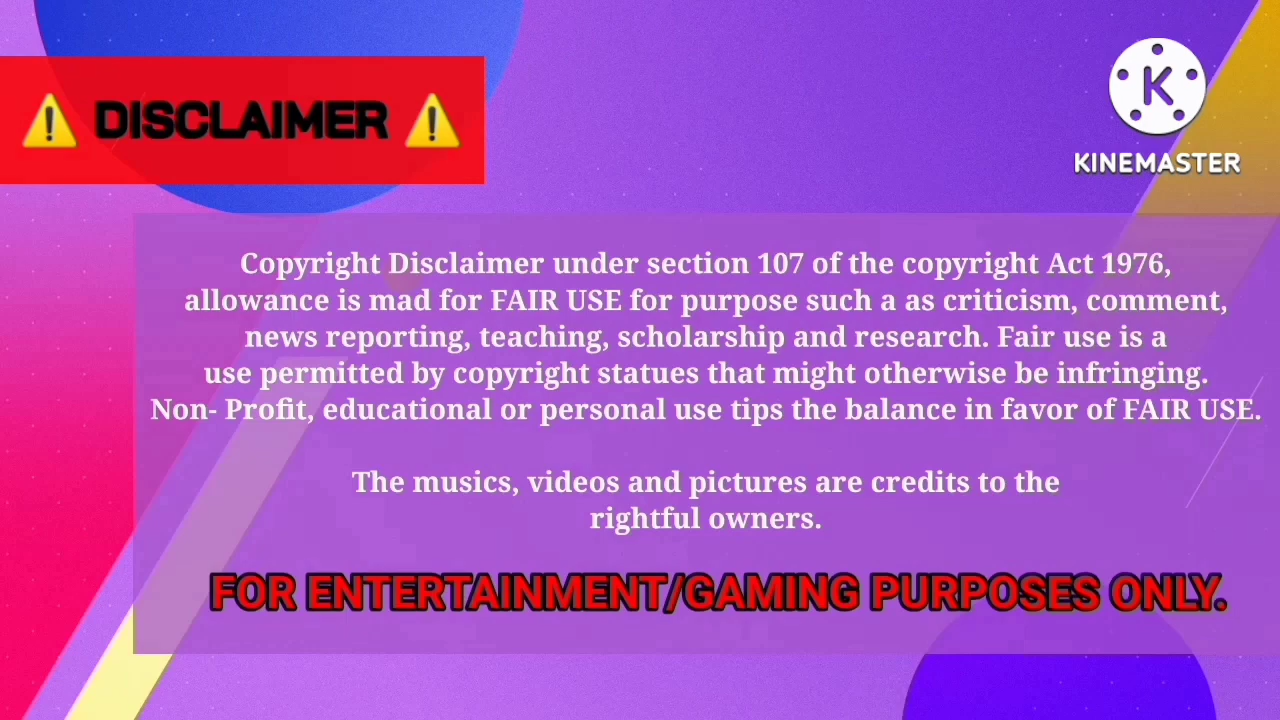 ⚠️ DISCLAIMER ⚠️
K
KINEMASTER
Copyright Disclaimer under section 107 of the copyright Act 1976,
allowance is mad for FAIR USE for purpose such a as criticism, comment,
news reporting, teaching, scholarship and research. Fair use is a
use permitted by copyright statues that might otherwise be infringing.
Non- Profit, educational or personal use tips the balance in favor of FAIR USE.
The musics, videos and pictures are credits to the
rightful owners.
FOR ENTERTAINMENT/GAMING PURPOSES ONLY.